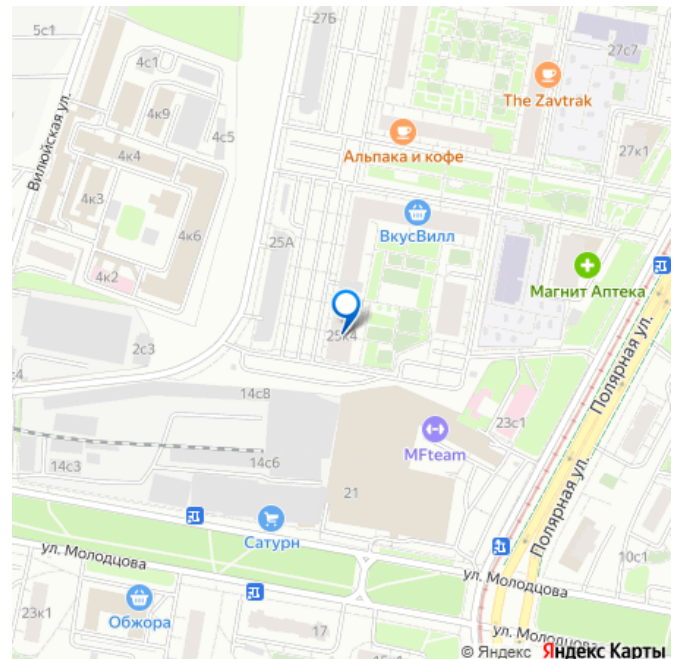 5с1
27Б
27с7
4с1
The Zavtrak
4к9
4с5
Альпака и кофе
27к1
Вилюйская ул.
4к4
4к3
4к6
25А
ВкусВилл
4к2
Магнит Аптека
25к4
2с3
Полярная ул.
14с8
23с1
MFteam
14с3
14с6
21
Полярная ул.
Сатурн
ул. Молодцова
10с1
ул. Молодцова
Обжора
23к1
17
ул. Молодцова
© Яндекс Яндекс Карты